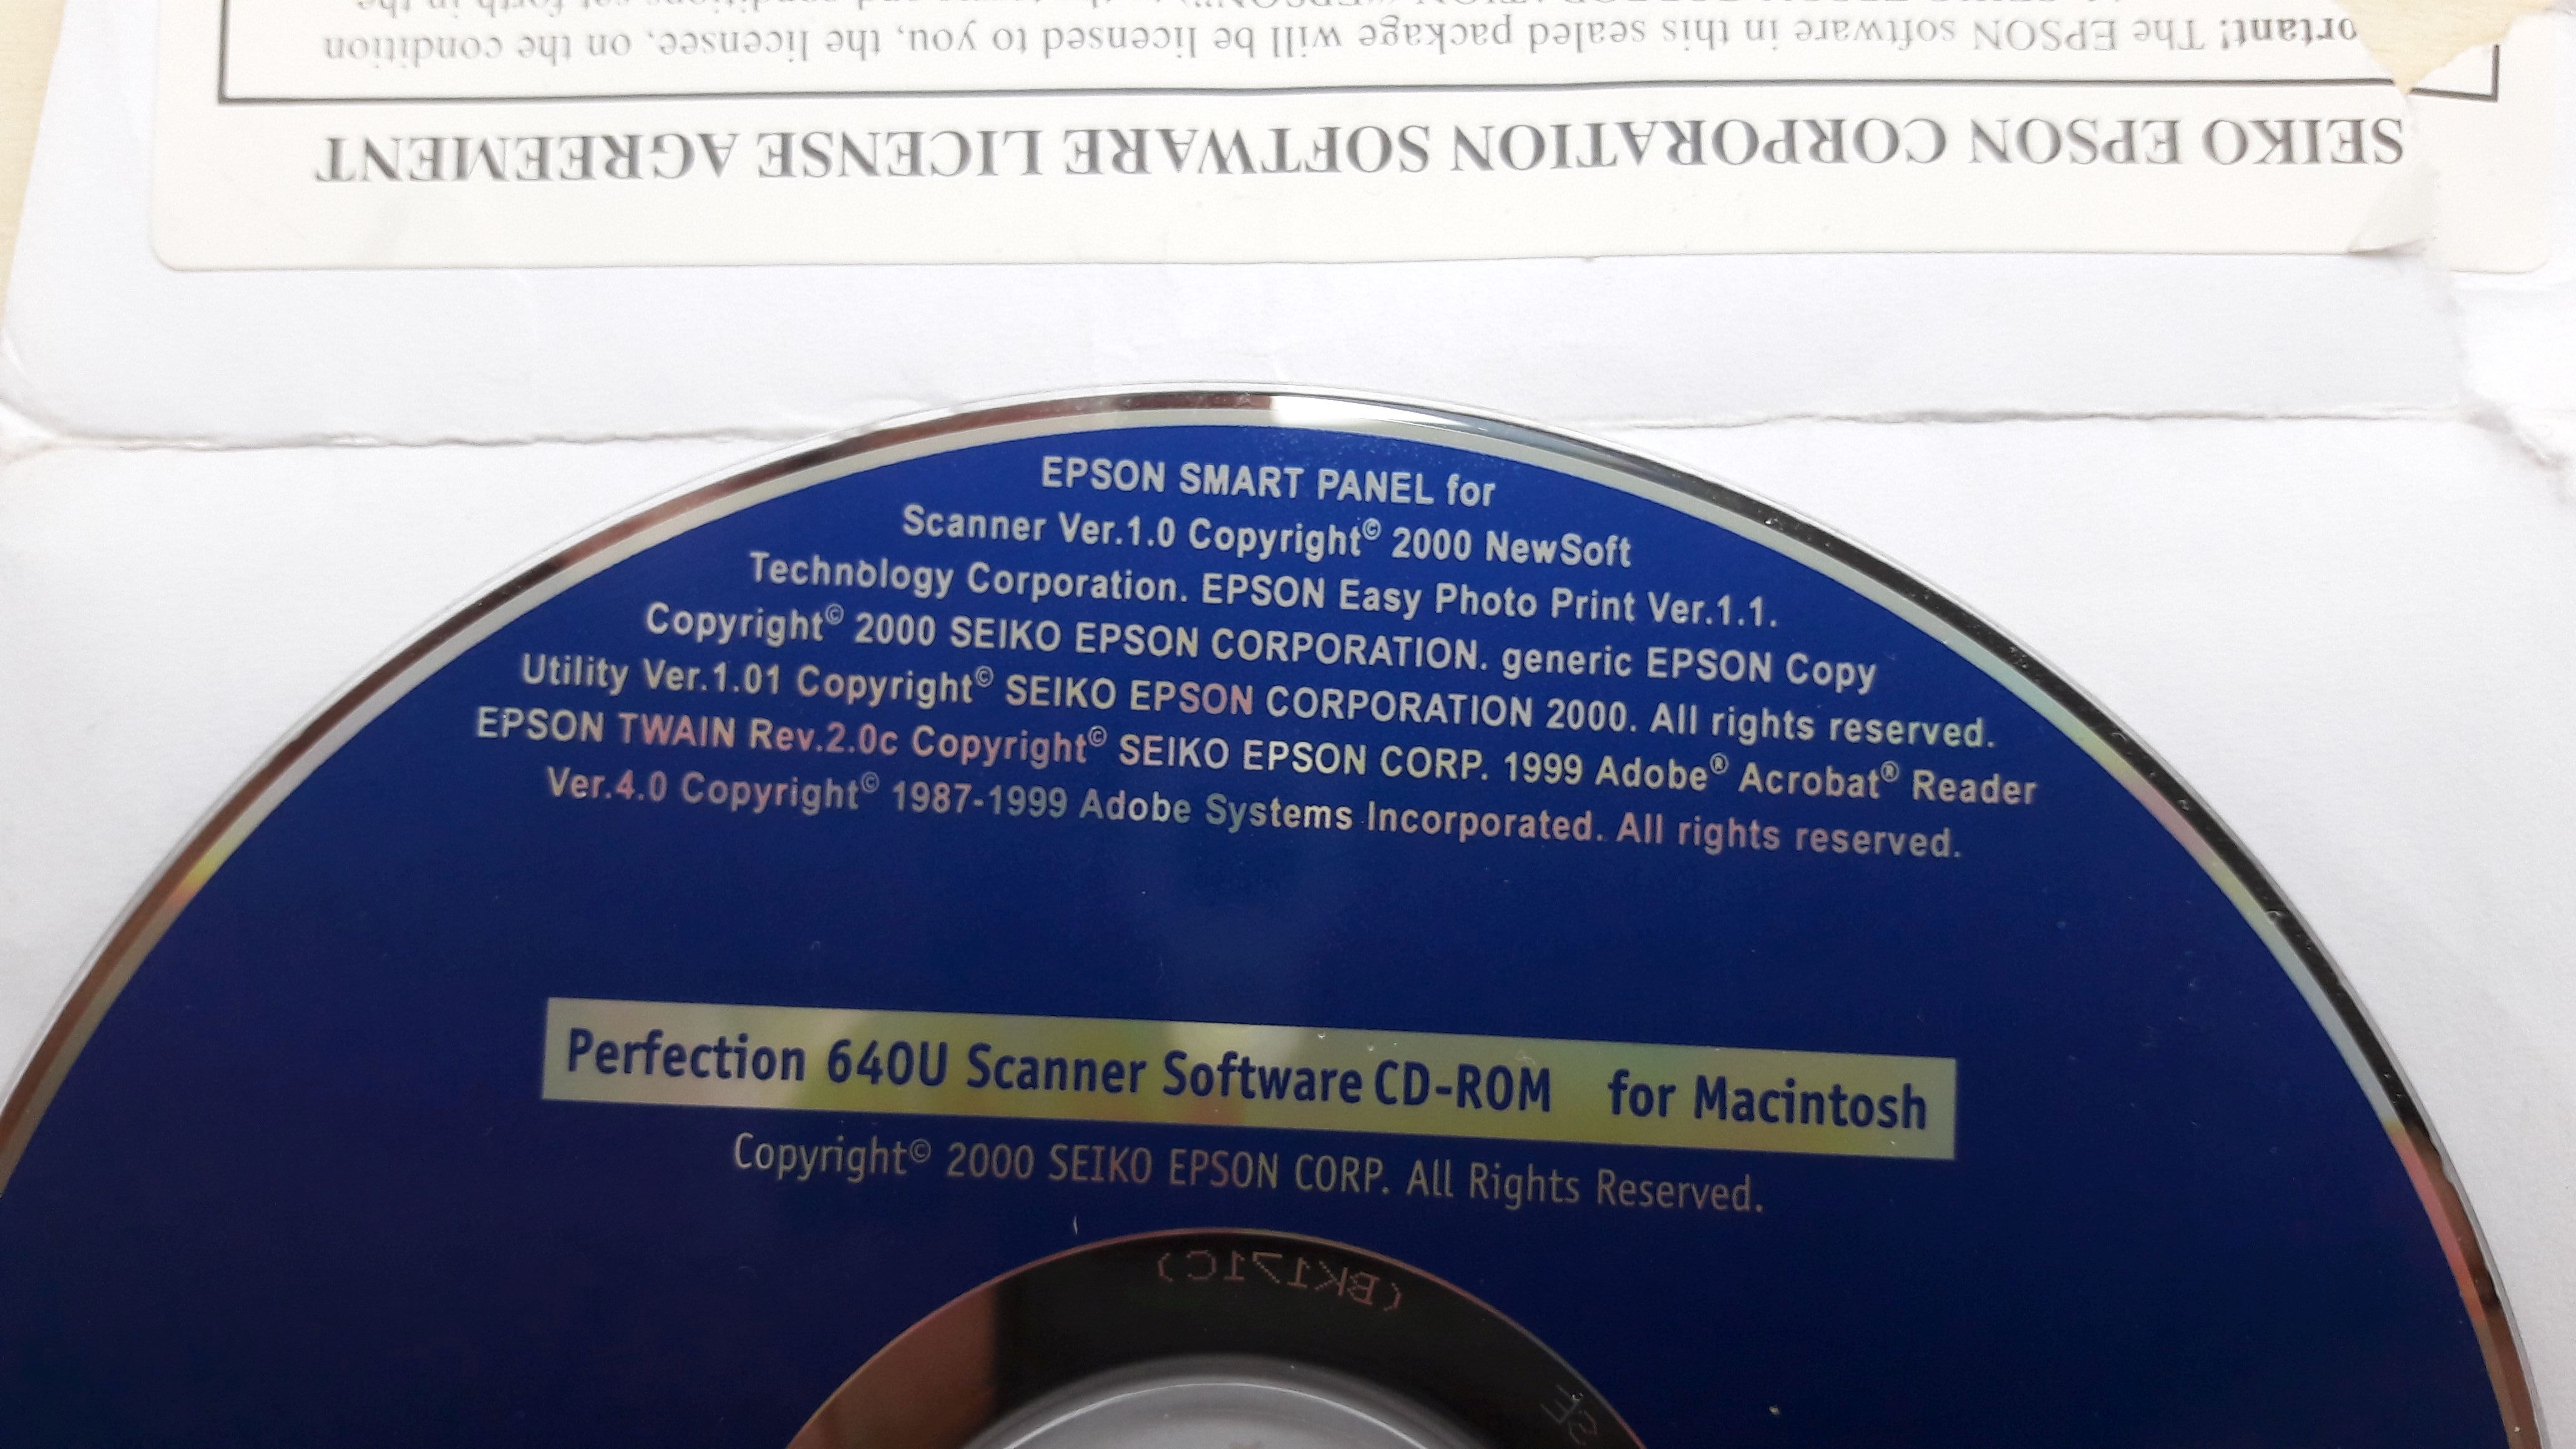 SEIKO EPSON CORPORATION SOFTWARE LICENSE AGREEMENT
ortant! The EPSON software in this sealed package will be licensed to you, the licensee, on the condition
EPSON SMART PANEL for
Scanner Ver.1.0 Copyright© 2000 NewSoft
Technology Corporation. EPSON Easy Photo Print Ver.1.1.
Copyright© 2000 SEIKO EPSON CORPORATION. generic EPSON Copy
Utility Ver.1.01 Copyright© SEIKO EPSON CORPORATION 2000. All rights reserved.
EPSON TWAIN Rev.2.0c Copyright© SEIKO EPSON CORP. 1999 Adobe® Acrobat® Reader
Ver.4.0 Copyright© 1987-1999 Adobe Systems Incorporated. All rights reserved.
Perfection 640U Scanner Software CD-ROM for Macintosh
Copyright© 2000 SEIKO EPSON CORP. All Rights Reserved.
(BK171C)